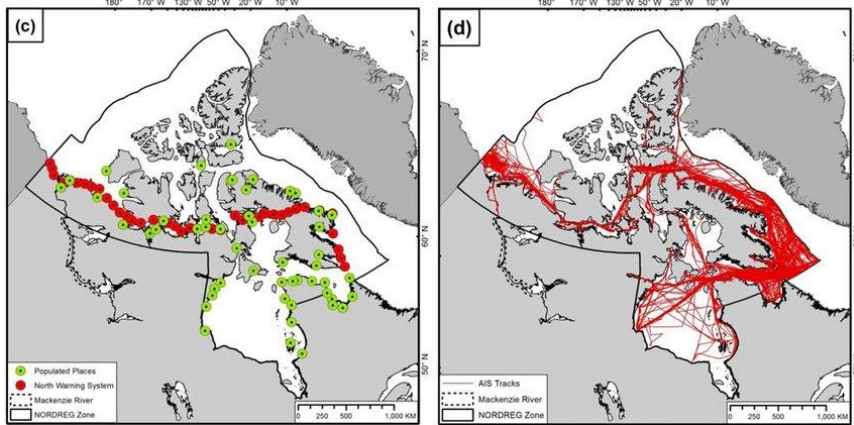 180° 170° W 130° W 50° W 20° W 10° W
(c)
70° N
60° N
50° N
Populated Places
North Warning System
Mackenzie River
NORDREG Zone
0 250 500 1,000 KM
180° 170° W 130° W 50° W 20° W 10° W
(d)
AIS Tracks
Mackenzie River
NORDREG Zone
0 250 500 1,000 KM